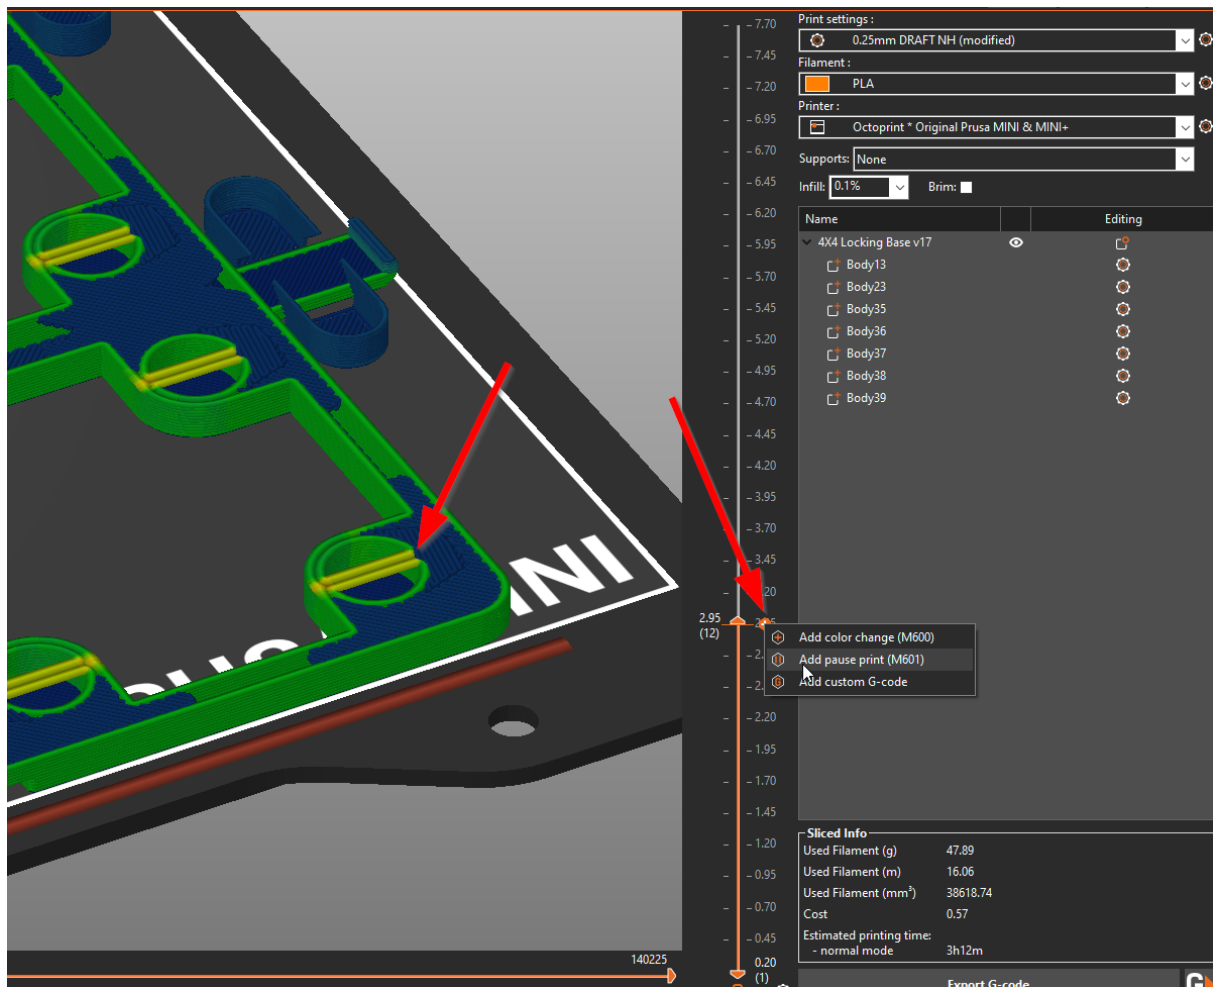 Print settings :
0.25mm DRAFT NH (modified)
Filament :
PLA
Printer :
Octoprint * Original Prusa MINI & MINI+
Supports: None
Infill: 0.1% Brim:
Name Editing
4X4 Locking Base v17
Body13
Body23
Body35
Body36
Body37
Body38
Body39
7.70
7.45
7.20
6.95
6.70
6.45
6.20
5.95
5.70
5.45
5.20
4.95
4.70
4.45
4.20
3.95
3.70
3.45
20
2.95
(12)
Add color change (M600)
Add pause print (M601)
Add custom G-code
2.20
1.95
1.70
1.45
1.20
0.95
0.70
0.45
0.20
(1)
140225
Sliced Info
Used Filament (g) 47.89
Used Filament (m) 16.06
Used Filament (mm³) 38618.74
Cost 0.57
Estimated printing time:
- normal mode 3h12m
Export G-code
G